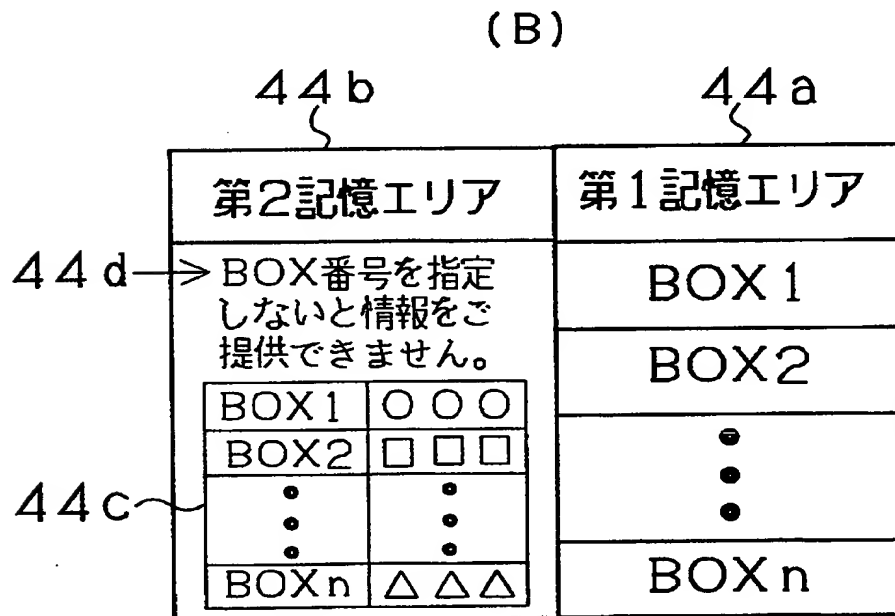 (B)
44b 44a
第2記憶エリア 第1記憶エリア
44d BOX番号を指定
しないと情報をご
提供できません。
BOX1 ○○○
BOX2 □□□
44c
BOXn △△△
BOX1
BOX2
BOXn